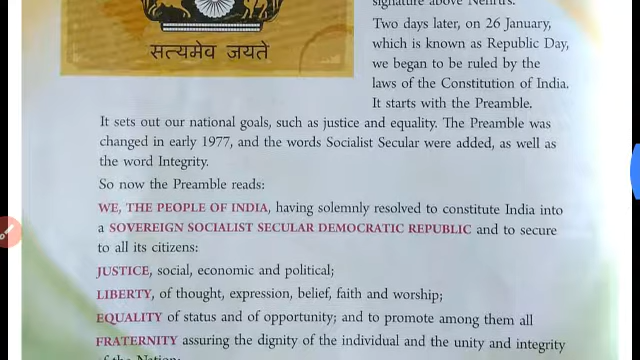 signature above Nehru's.
सत्यमेव जयते
Two days later, on 26 January,
which is known as Republic Day,
we began to be ruled by the
laws of the Constitution of India.
It starts with the Preamble.
It sets out our national goals, such as justice and equality. The Preamble was
changed in early 1977, and the words Socialist Secular were added, as well as
the word Integrity.
So now the Preamble reads:
WE, THE PEOPLE OF INDIA, having solemnly resolved to constitute India into
a SOVEREIGN SOCIALIST SECULAR DEMOCRATIC REPUBLIC and to secure
to all its citizens:
JUSTICE, social, economic and political;
LIBERTY, of thought, expression, belief, faith and worship;
EQUALITY of status and of opportunity; and to promote among them all
FRATERNITY assuring the dignity of the individual and the unity and integrity
of the Nation;